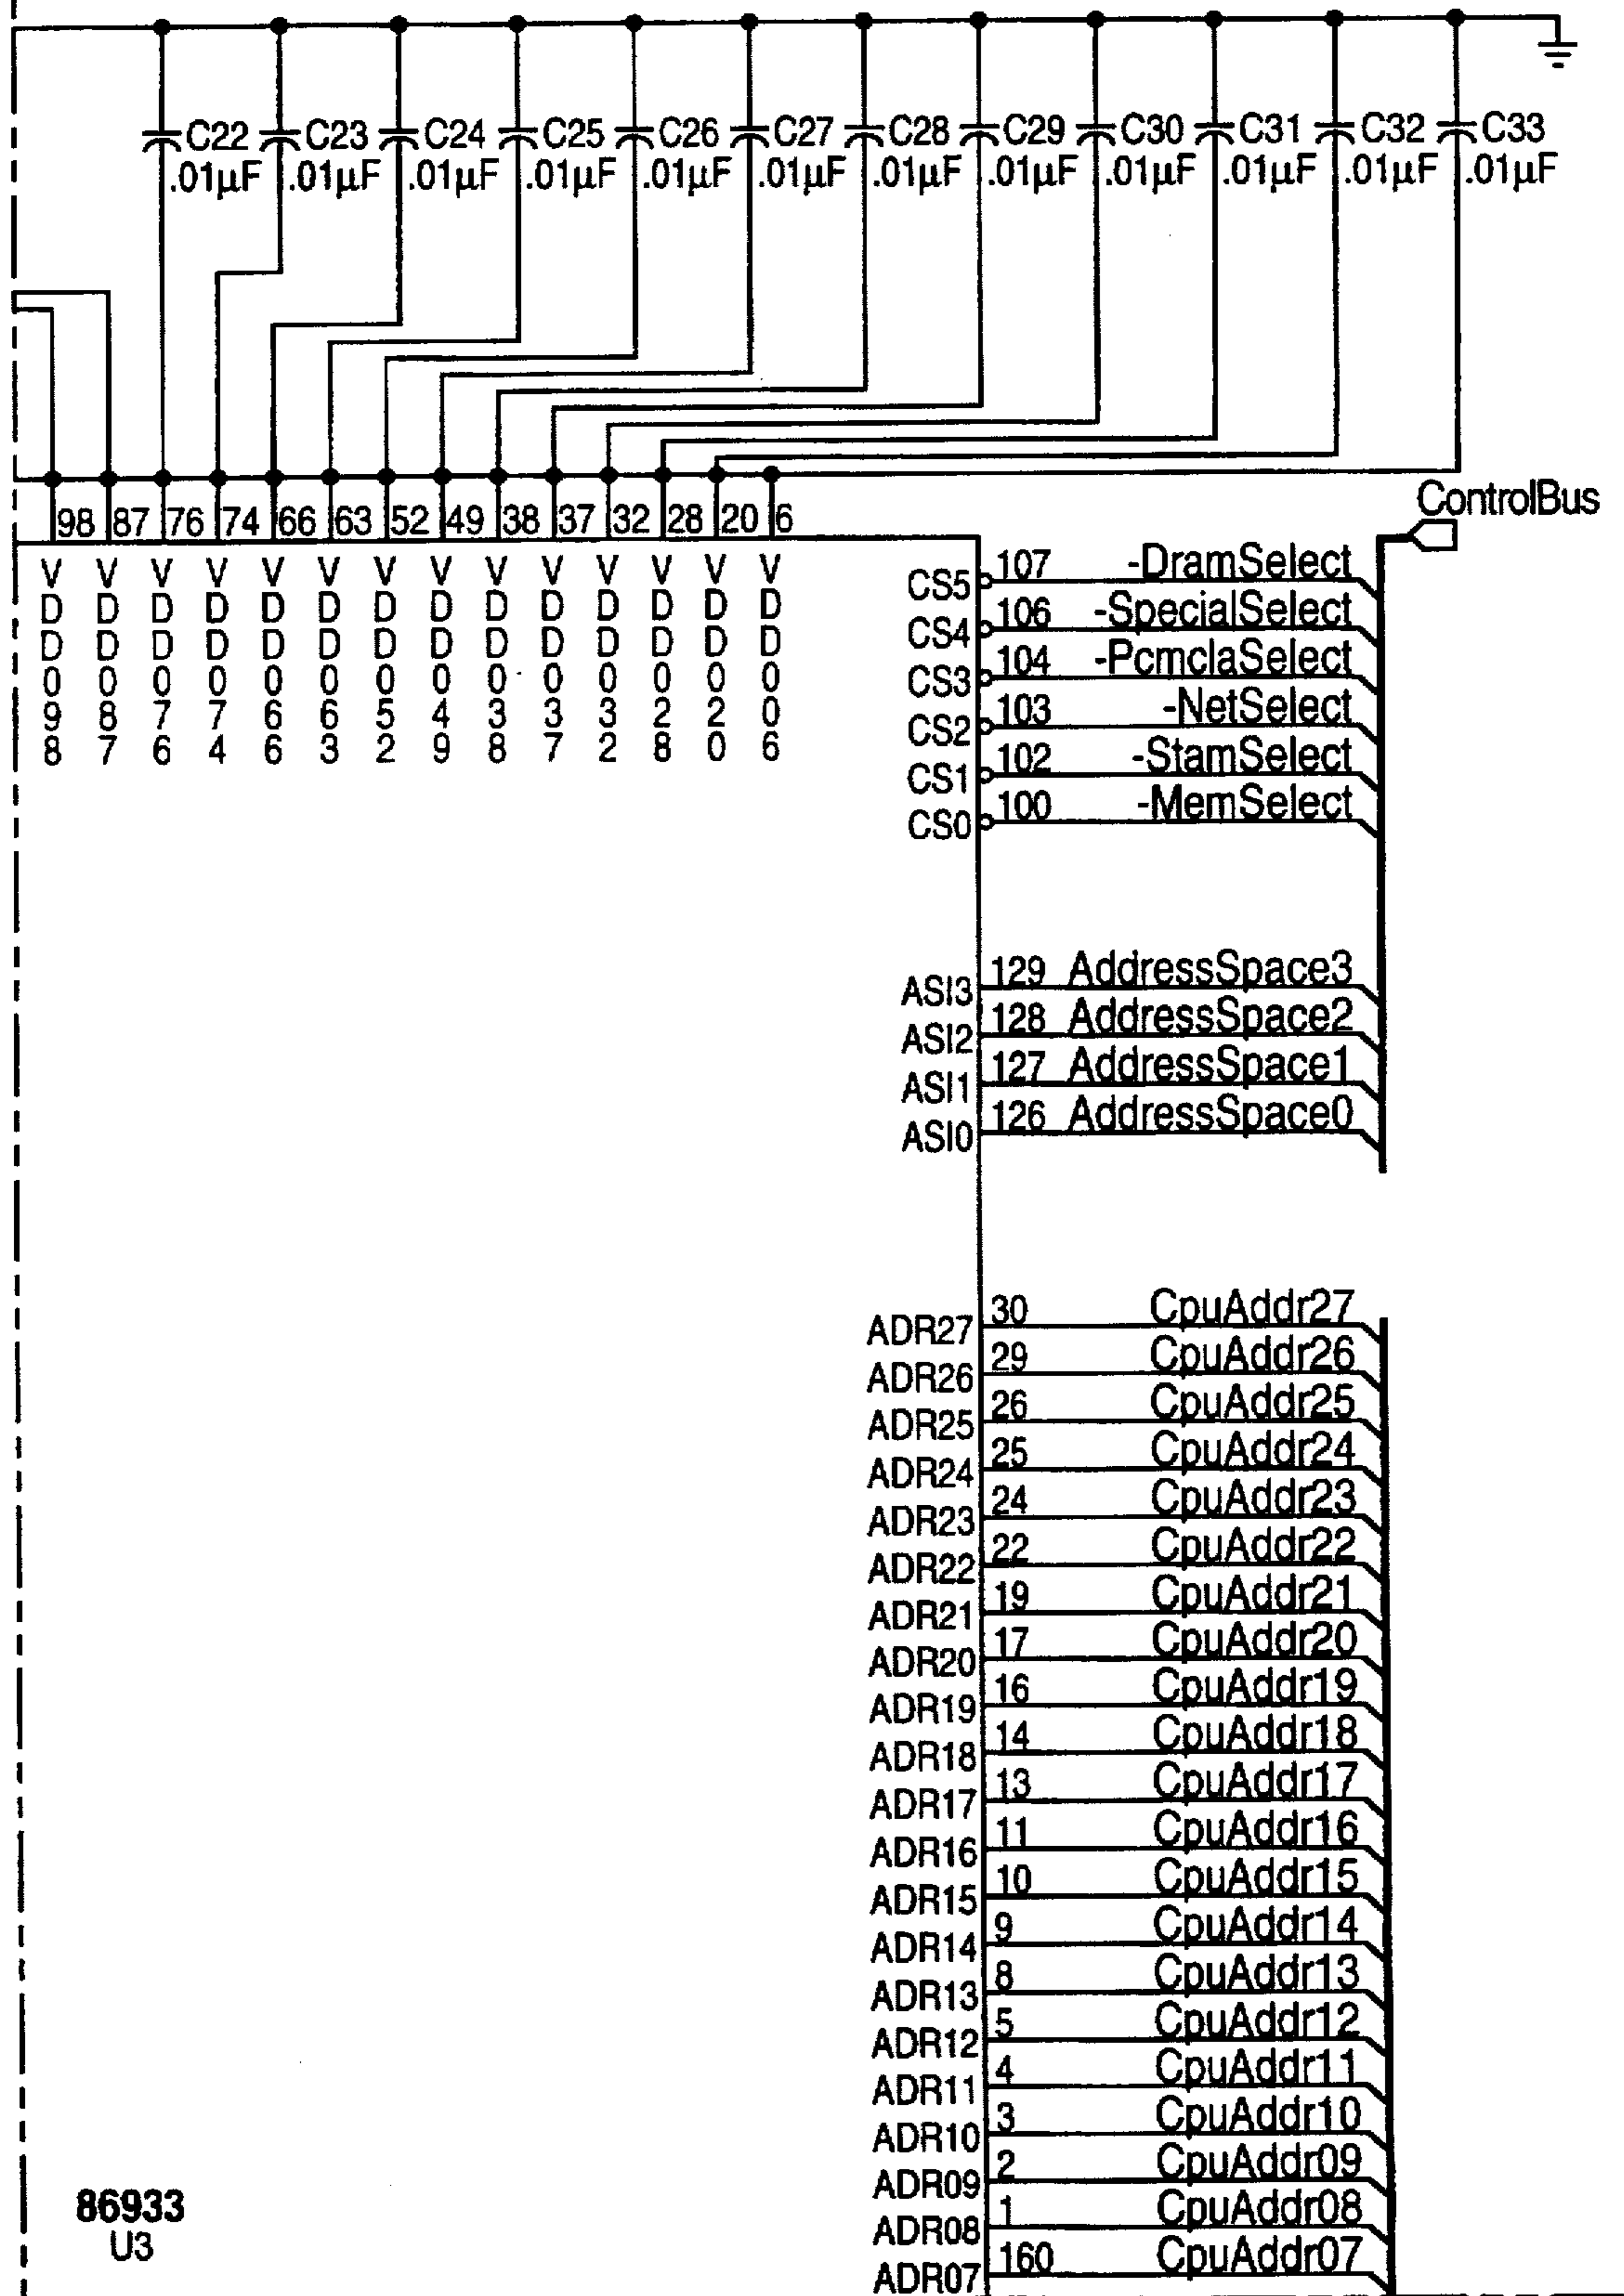 C22 C23 C24 C25 C26 C27 C28 C29 C30 C31 C32 C33
.01µF .01µF .01µF .01µF .01µF .01µF .01µF .01µF .01µF .01µF .01µF .01µF
ControlBus
98 87 76 74 66 63 52 49 38 37 32 28 20 6
VDD098 VDD087 VDD076 VDD074 VDD066 VDD063 VDD052 VDD049 VDD038 VDD037 VDD032 VDD028 VDD020 VDD006
CS5 107 -DramSelect
CS4 106 -SpecialSelect
CS3 104 -PcmclaSelect
CS2 103 -NetSelect
CS1 102 -StamSelect
CS0 100 -MemSelect
ASI3 129 AddressSpace3
ASI2 128 AddressSpace2
ASI1 127 AddressSpace1
ASI0 126 AddressSpace0
ADR27 30 CpuAddr27
ADR26 29 CpuAddr26
ADR25 26 CpuAddr25
ADR24 25 CpuAddr24
ADR23 24 CpuAddr23
ADR22 22 CpuAddr22
ADR21 19 CpuAddr21
ADR20 17 CpuAddr20
ADR19 16 CpuAddr19
ADR18 14 CpuAddr18
ADR17 13 CpuAddr17
ADR16 11 CpuAddr16
ADR15 10 CpuAddr15
ADR14 9 CpuAddr14
ADR13 8 CpuAddr13
ADR12 5 CpuAddr12
ADR11 4 CpuAddr11
ADR10 3 CpuAddr10
ADR09 2 CpuAddr09
ADR08 1 CpuAddr08
ADR07 160 CpuAddr07
86933
U3